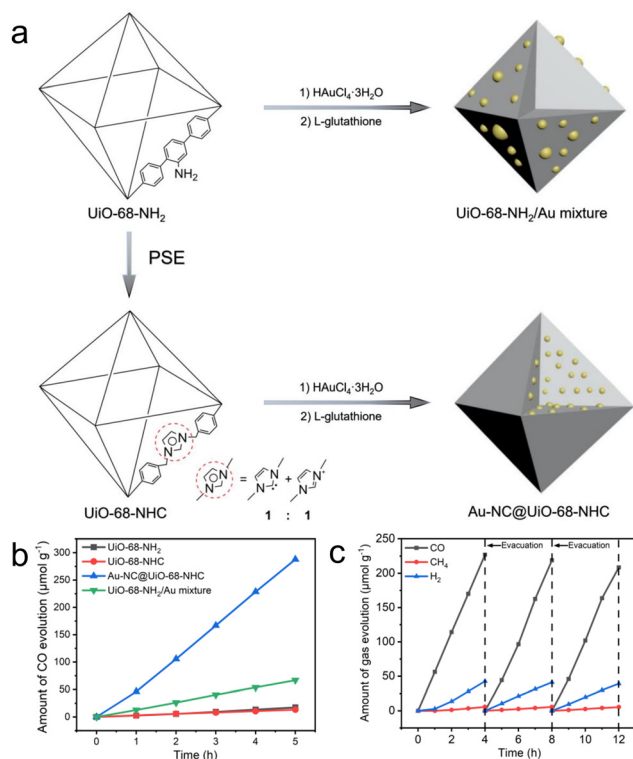 a
1) HAuCl₄·3H₂O
2) L-glutathione
NH₂
UiO-68-NH₂
UiO-68-NH₂/Au mixture
PSE
1) HAuCl₄·3H₂O
2) L-glutathione
N
N
N N = N N + N N
1 : 1
UiO-68-NHC
Au-NC@UiO-68-NHC
b
Amount of CO evolution (μmol g⁻¹)
300
250
200
150
100
50
0
UiO-68-NH₂
UiO-68-NHC
Au-NC@UiO-68-NHC
UiO-68-NH₂/Au mixture
0 1 2 3 4 5
Time (h)
c
Amount of gas evolution (μmol g⁻¹)
250
200
150
100
50
0
CO
CH₄
H₂
Evacuation Evacuation
0 2 4 6 8 10 12
Time (h)